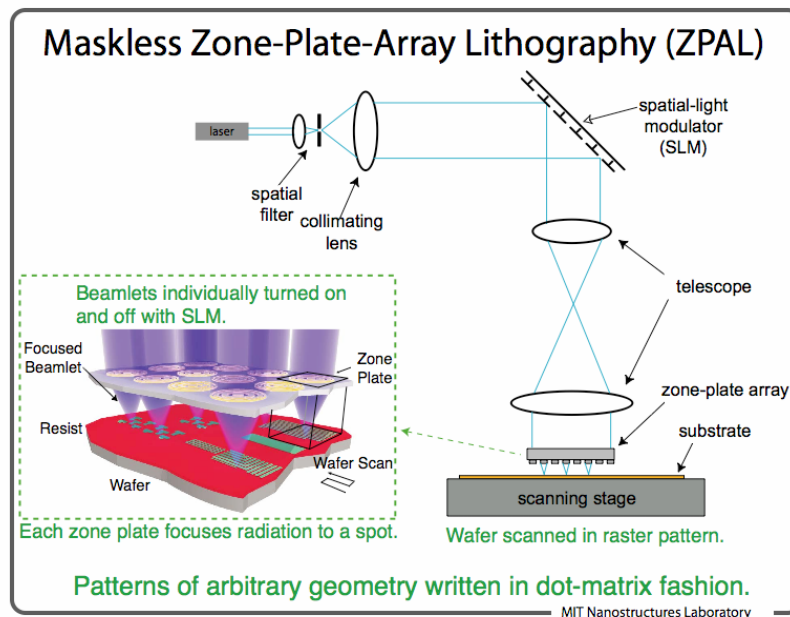 Maskless Zone-Plate-Array Lithography (ZPAL)
laser
spatial
filter
collimating
lens
spatial-light
modulator
(SLM)
telescope
zone-plate array
substrate
scanning stage
Wafer scanned in raster pattern.
Beamlets individually turned on
and off with SLM.
Focused
Beamlet
Zone
Plate
Resist
Wafer Scan
Wafer
Each zone plate focuses radiation to a spot.
Patterns of arbitrary geometry written in dot-matrix fashion.
MIT Nanostructures Laboratory